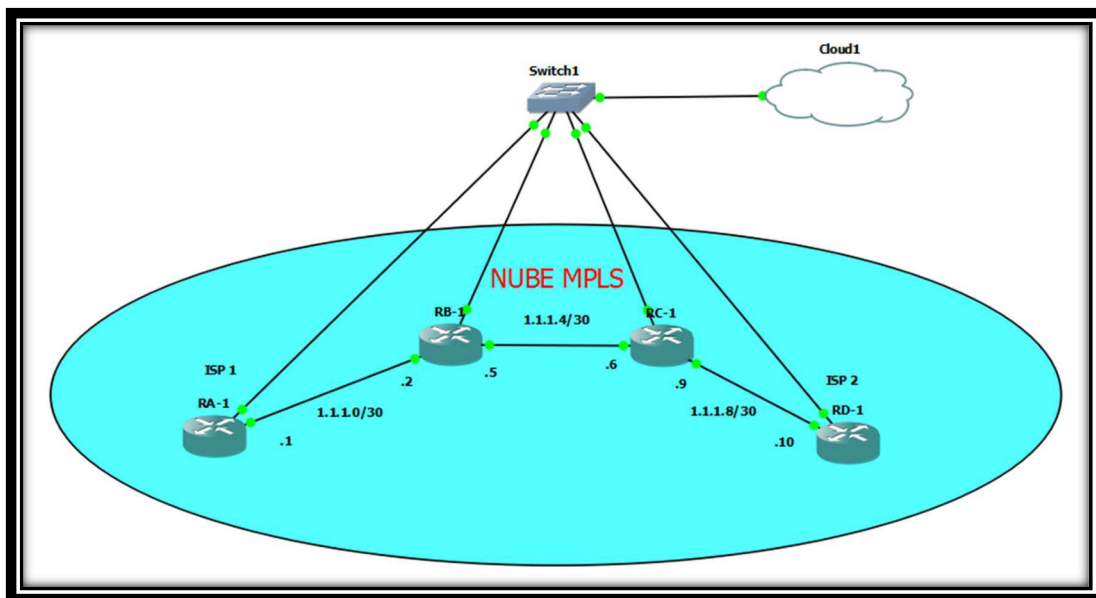 Cloud1
Switch1
NUBE MPLS
RB-1
RC-1
1.1.1.4/30
.2
.5
.6
.9
ISP 1
ISP 2
RA-1
RD-1
1.1.1.0/30
1.1.1.8/30
.1
.10